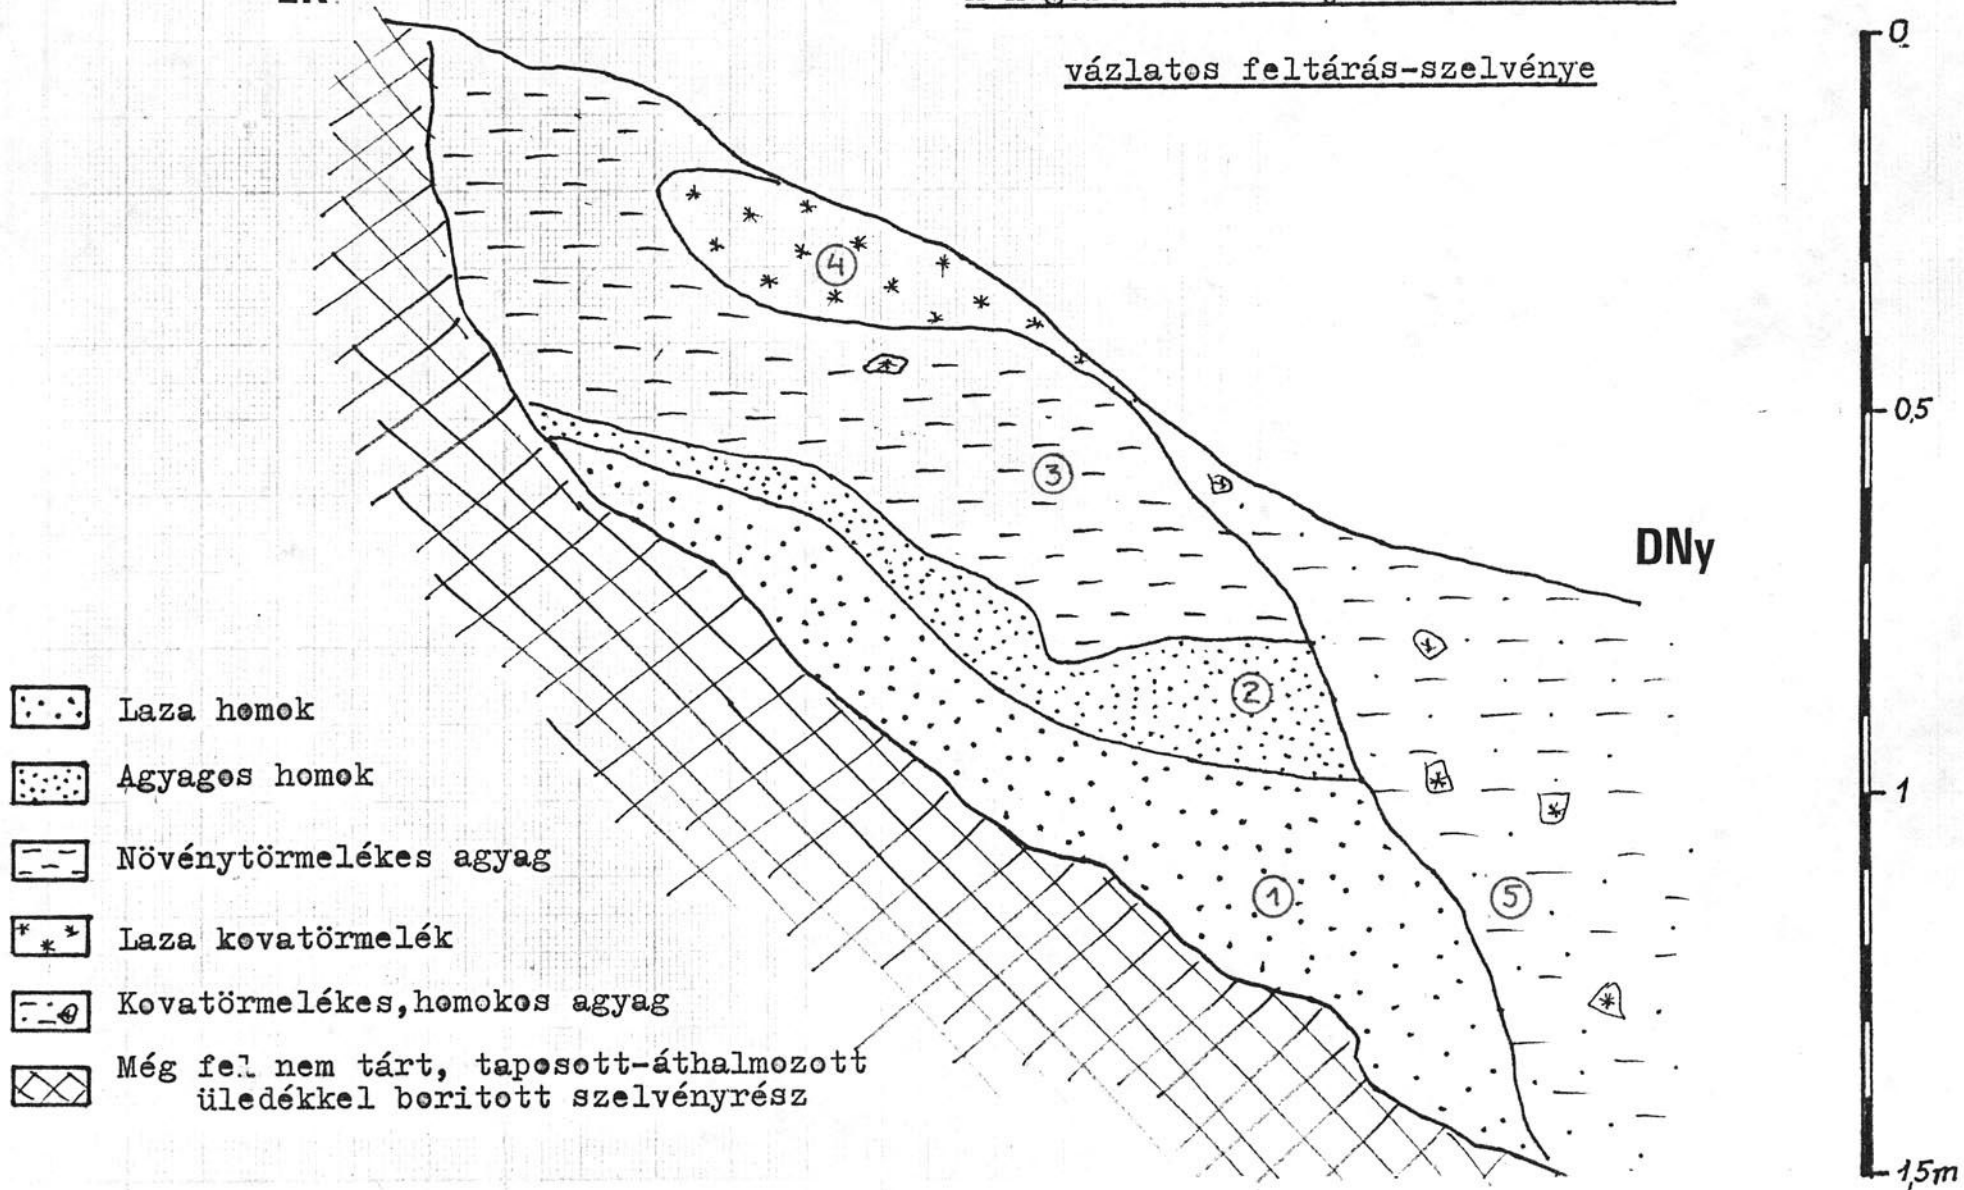 vázlatos feltárás-szelvénye
0
0,5
1
1,5m
DNy
4
3
2
1
5
Laza homok
Agyagos homok
Növénytörmelékes agyag
Laza kovatörmelék
Kovatörmelékes,homokos agyag
Még fel nem tárt, taposott-áthalmozott
üledékkel boritott szelvényrész